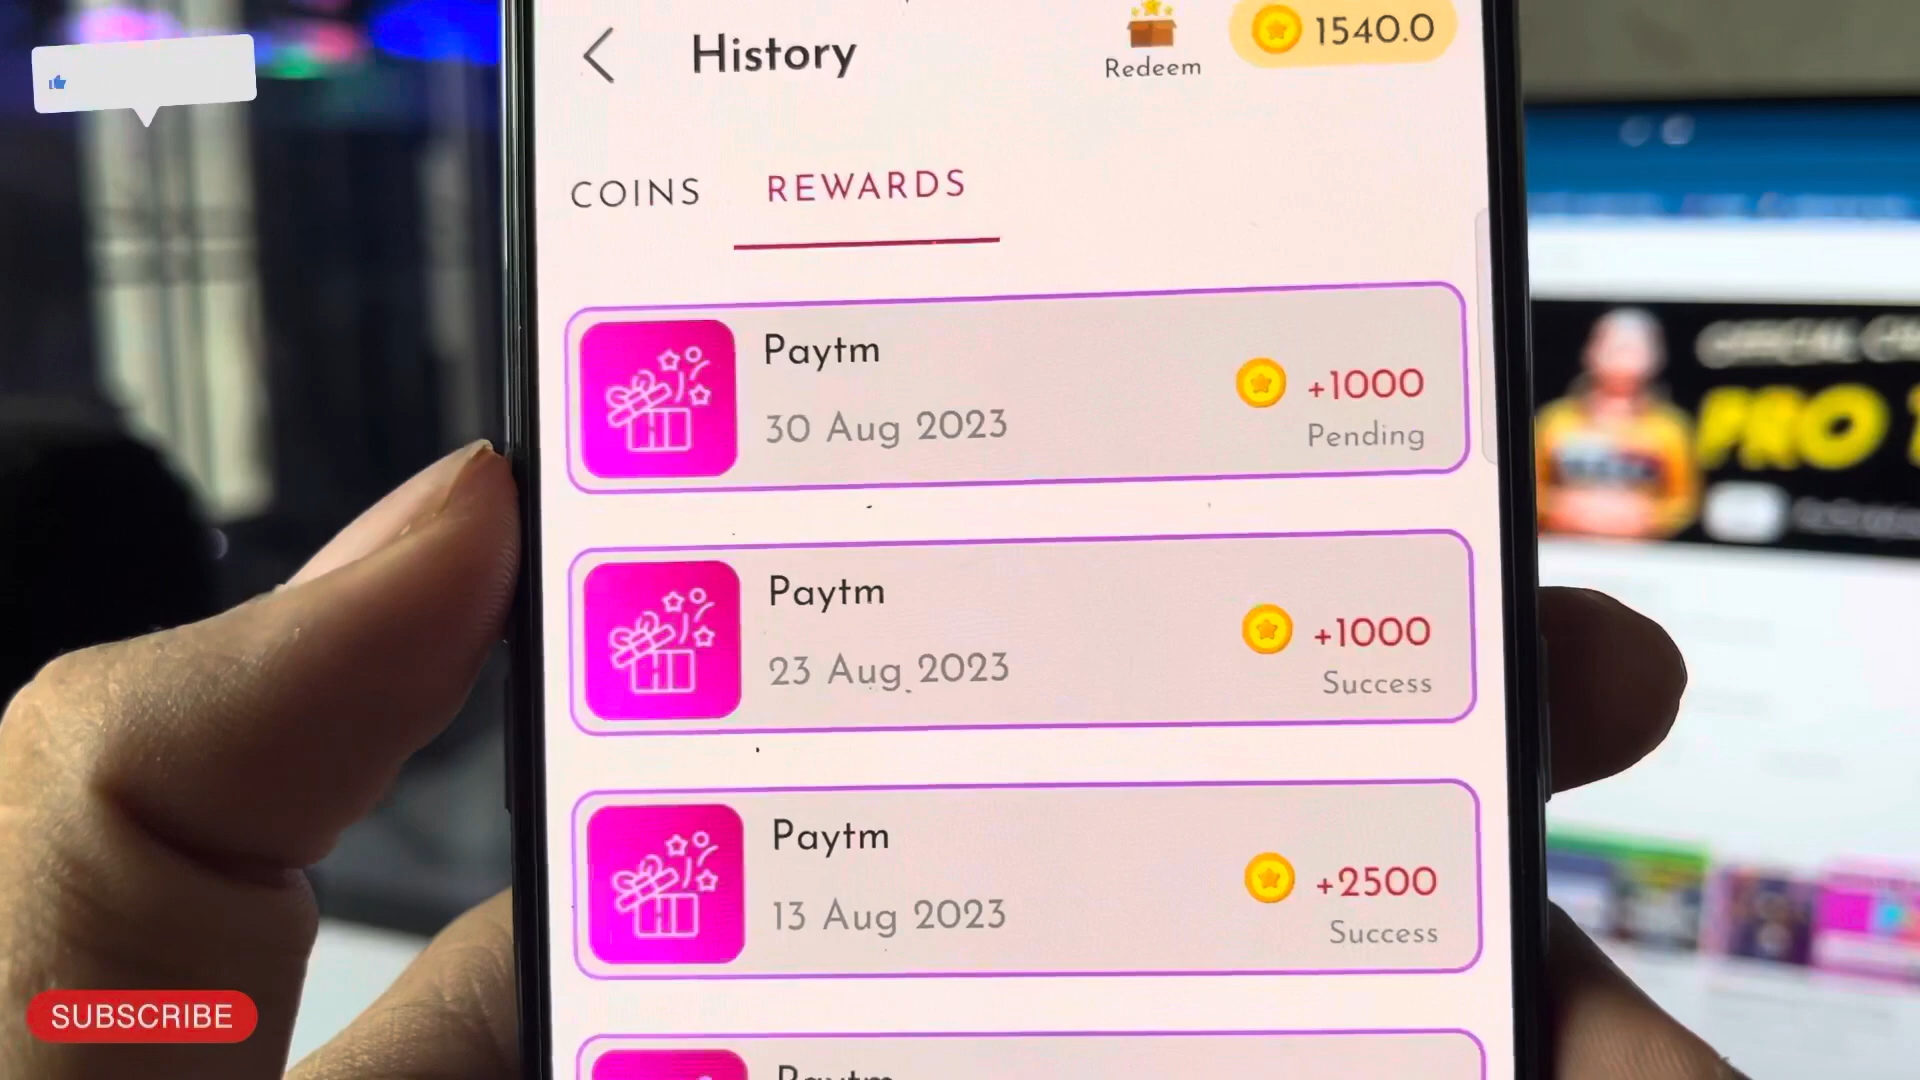 History
Redeem
1540.0
COINS
REWARDS
Paytm
30 Aug 2023
+1000
Pending
Paytm
23 Aug 2023
+1000
Success
Paytm
13 Aug 2023
+2500
Success
Paytm
PRO
SUBSCRIBE